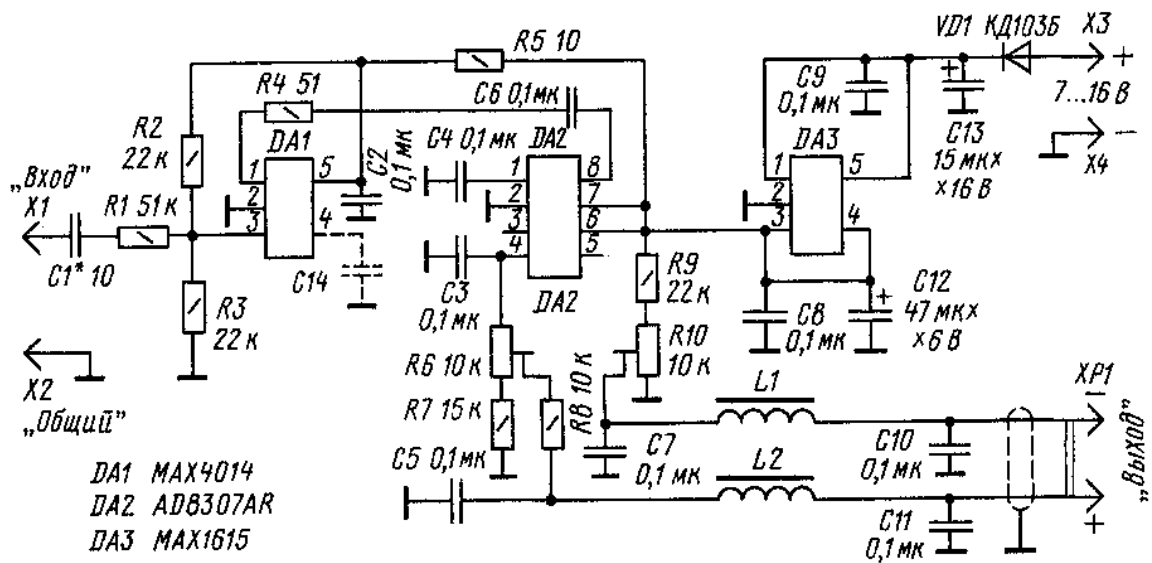 R5 10
VD1 КД103Б
X3
+
R4 51
C6 0,1мк
C9
0,1 мк
7...16 В
R2
22 к
DA1
C2
0,1 мк
C4 0,1 мк
DA2
DA3
C13
15 мк×
×16 В
–
X4
1
5
2
3
4
1
8
2
7
3
6
4
5
1
5
2
3
4
„Вход"
X1
R1 51 к
C1* 10
C14
C3
0,1 мк
DA2
R9
22 к
C8
0,1 мк
C12
47 мк×
×6 В
+
+
R3
22 к
R6 10 к
R8 10 к
R10
10 к
X2
„Общий"
R7 15 к
L1
XP1
–
C5 0,1 мк
C7
0,1 мк
L2
C10
0,1 мк
„Выход"
+
C11
0,1 мк
DA1 MAX4014
DA2 AD8307AR
DA3 MAX1615